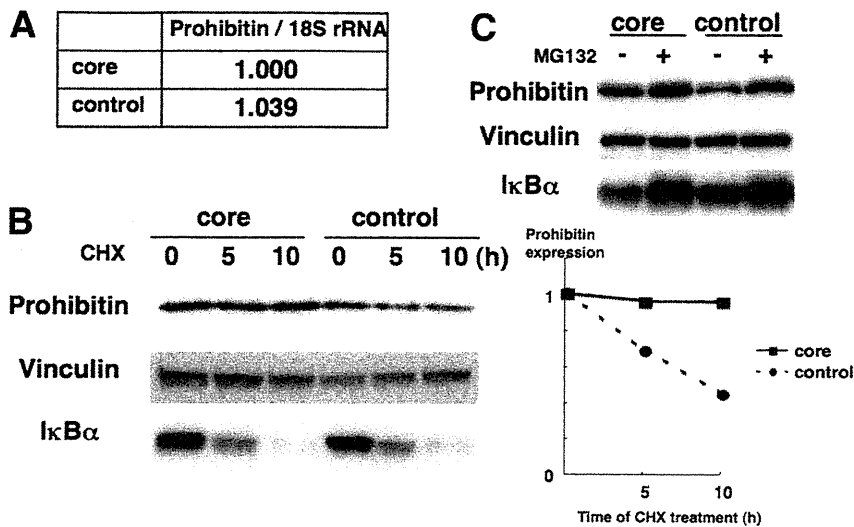 A
Prohibitin / 18S rRNA
core 1.000
control 1.039
B
core control
CHX 0 5 10 0 5 10 (h)
Prohibitin
Vinculin
IκBα
C
core control
MG132 - + - +
Prohibitin
Vinculin
IκBα
Prohibitin
expression
1
0
5 10
Time of CHX treatment (h)
core
control